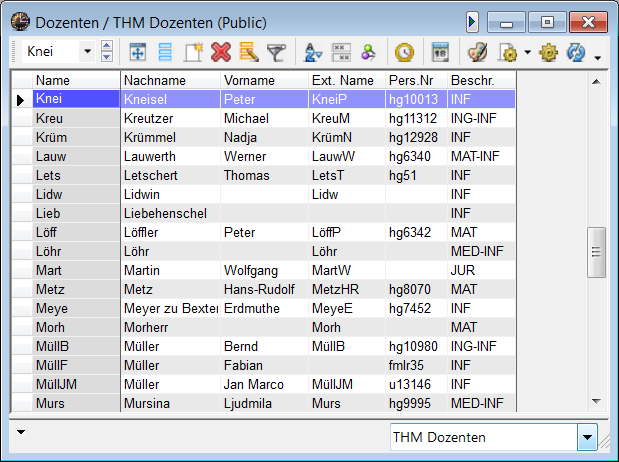 Dozenten / THM Dozenten (Public)
Knei
Name Nachname Vorname Ext. Name Pers.Nr Beschr.
Knei Kneisel Peter KneiP hg10013 INF
Kreu Kreutzer Michael KreuM hg11312 ING-INF
Krüm Krümmel Nadja KrümN hg12928 INF
Lauw Lauwerth Werner LauwW hg6340 MAT-INF
Lets Letschert Thomas LetsT hg51 INF
Lidw Lidwin Lidw INF
Lieb Liebehenschel INF
Löff Löffler Peter LöffP hg6342 MAT
Löhr Löhr Löhr MED-INF
Mart Martin Wolfgang MartW JUR
Metz Metz Hans-Rudolf MetzHR hg8070 MAT
Meye Meyer zu Bexter Erdmuthe MeyeE hg7452 INF
Morh Morherr Morh MAT
MüllB Müller Bernd MüllB hg10980 ING-INF
MüllF Müller Fabian fmlr35 INF
MüllJM Müller Jan Marco MüllJM u13146 INF
Murs Mursina Ljudmila Murs hg9995 MED-INF
THM Dozenten